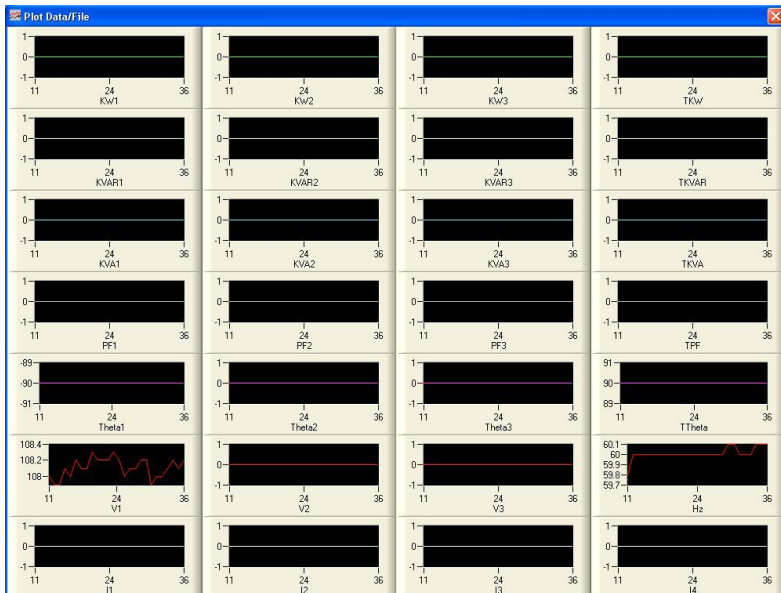 Plot Data/File
1 1 1 1
0 0 0 0
-1 -1 -1 -1
11 24 36 11 24 36 11 24 36 11 24 36
KW1 KW2 KW3 TKW
1 1 1 1
0 0 0 0
-1 -1 -1 -1
11 24 36 11 24 36 11 24 36 11 24 36
KVAR1 KVAR2 KVAR3 TKVAR
1 1 1 1
0 0 0 0
-1 -1 -1 -1
11 24 36 11 24 36 11 24 36 11 24 36
KVA1 KVA2 KVA3 TKVA
1 1 1 1
0 0 0 0
-1 -1 -1 -1
11 24 36 11 24 36 11 24 36 11 24 36
PF1 PF2 PF3 TPF
-89 1 1 91
-90 0 0 90
-91 -1 -1 89
11 24 36 11 24 36 11 24 36 11 24 36
Theta1 Theta2 Theta3 TTheta
108.4 1 1 60.1
108.2 0 0 60
108 -1 -1 59.9
59.8
59.7
11 24 36 11 24 36 11 24 36 11 24 36
V1 V2 V3 Hz
1 1 1 1
0 0 0 0
-1 -1 -1 -1
11 24 36 11 24 36 11 24 36 11 24 36
I1 I2 I3 I4